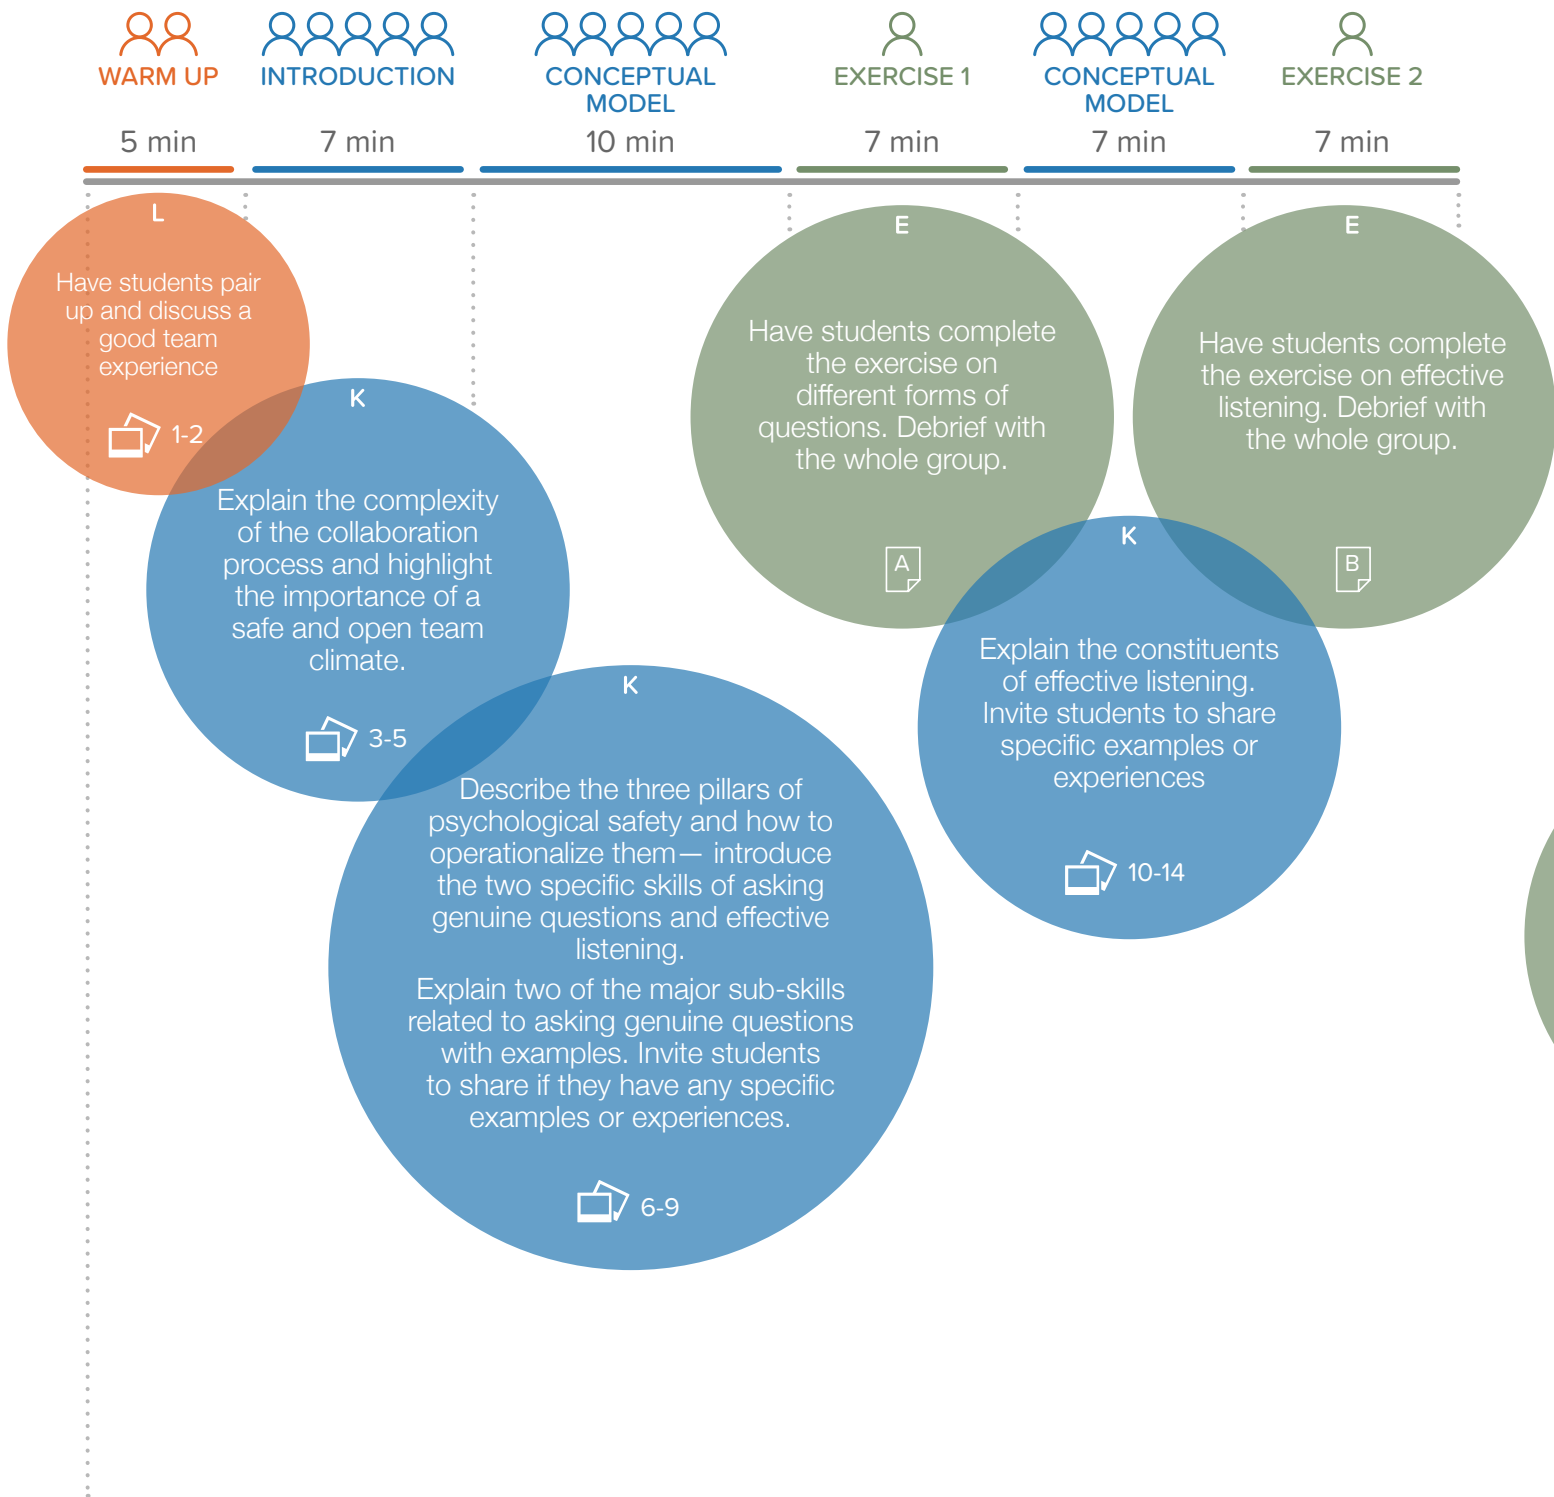 WARM UP
5 min
INTRODUCTION
7 min
CONCEPTUAL
MODEL
10 min
EXERCISE 1
7 min
CONCEPTUAL
MODEL
7 min
EXERCISE 2
7 min
L
Have students pair
up and discuss a
good team
experience
1-2
K
Explain the complexity
of the collaboration
process and highlight
the importance of a
safe and open team
climate.
3-5
K
Describe the three pillars of
psychological safety and how to
operationalize them— introduce
the two specific skills of asking
genuine questions and effective
listening.
Explain two of the major sub-skills
related to asking genuine questions
with examples. Invite students
to share if they have any specific
examples or experiences.
6-9
E
Have students complete
the exercise on
different forms of
questions. Debrief with
the whole group.
A
K
Explain the constituents
of effective listening.
Invite students to share
specific examples or
experiences
10-14
E
Have students complete
the exercise on effective
listening. Debrief with
the whole group.
B